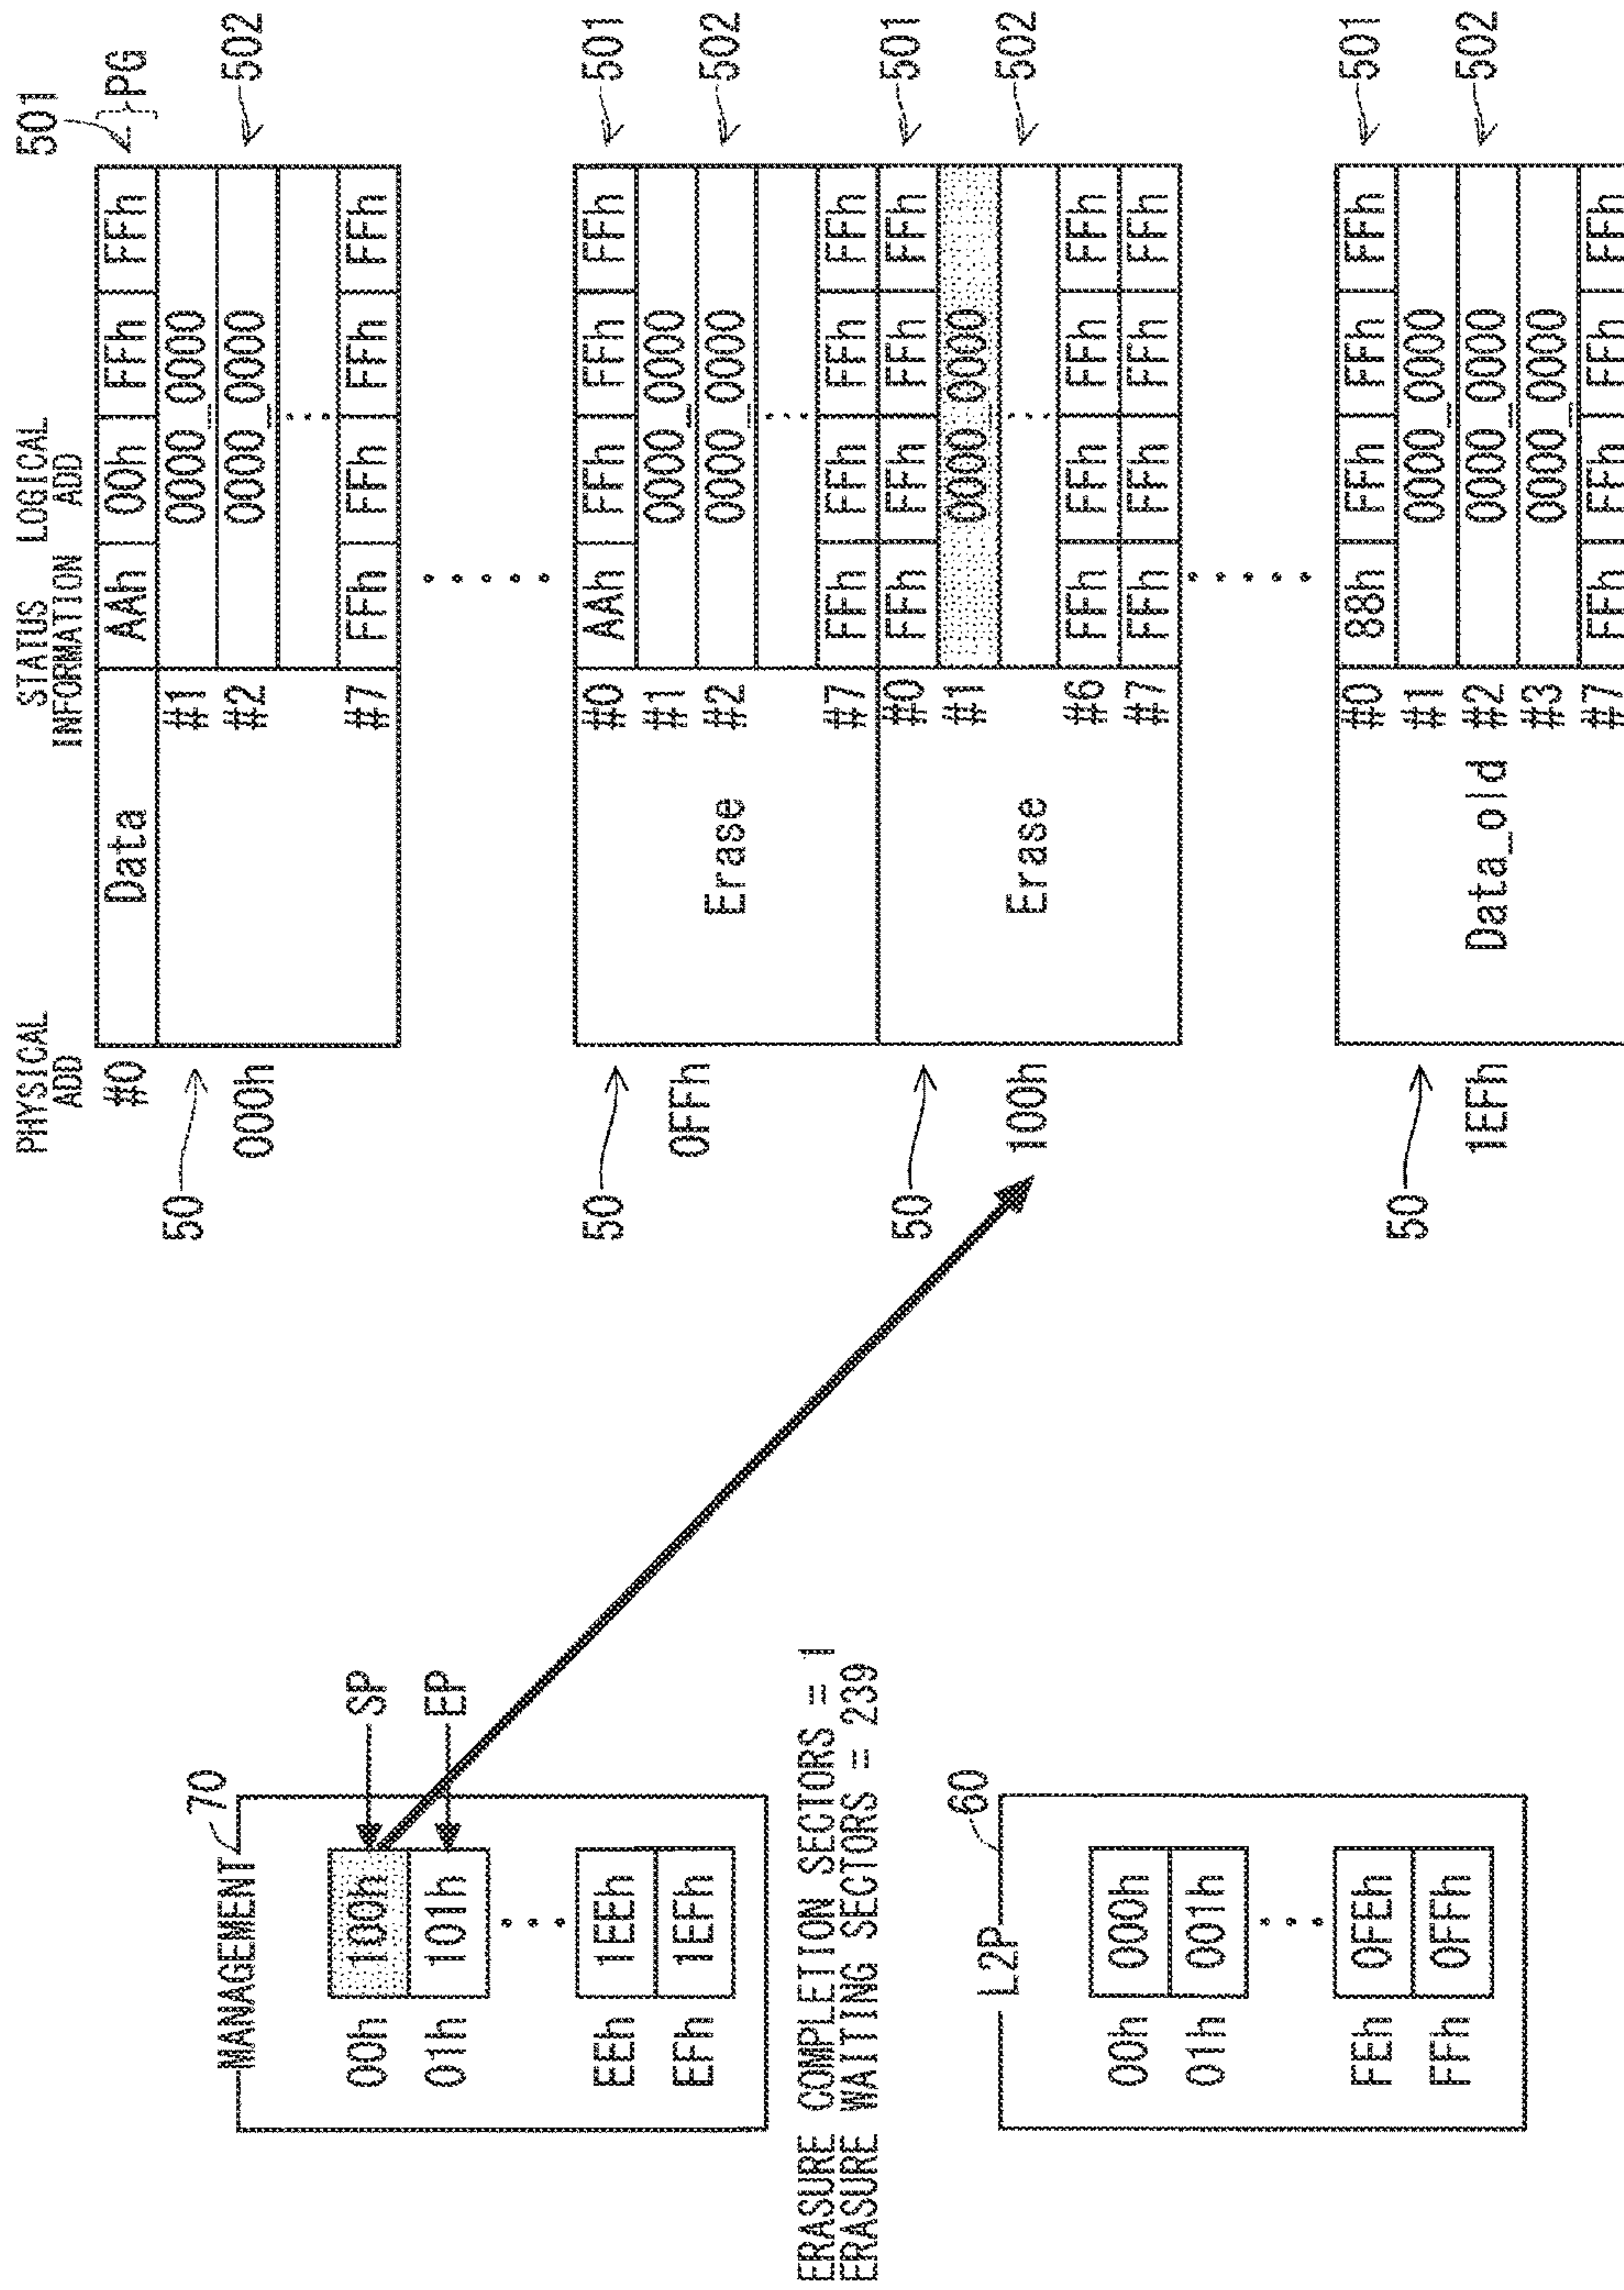 MANAGEMENT 70
00h 100h SP
01h 101h EP
EEh 1EEh
EFh 1EFh
ERASURE COMPLETION SECTORS = 1
ERASURE WAITING SECTORS = 239
L2P 60
00h 000h
01h 001h
FEh 0FEh
FFh 0FFh
PHYSICAL ADD
STATUS INFORMATION
LOGICAL ADD
501
#0 Data AAh 00h FFh FFh PG
50 #1 0000_0000
000h #2 0000_0000 502
#7 FFh FFh FFh FFh
50 #0 AAh FFh FFh FFh 501
0FFh #1 0000_0000
Erase #2 0000_0000 502
#7 FFh FFh FFh FFh
50 #0 FFh FFh FFh FFh 501
#1 0000_0000
100h Erase 502
#6 FFh FFh FFh FFh
#7 FFh FFh FFh FFh
#0 88h FFh FFh FFh 501
50 #1 0000_0000
1EFh Data_old #2 0000_0000 502
#3 0000_0000
#7 FFh FFh FFh FFh